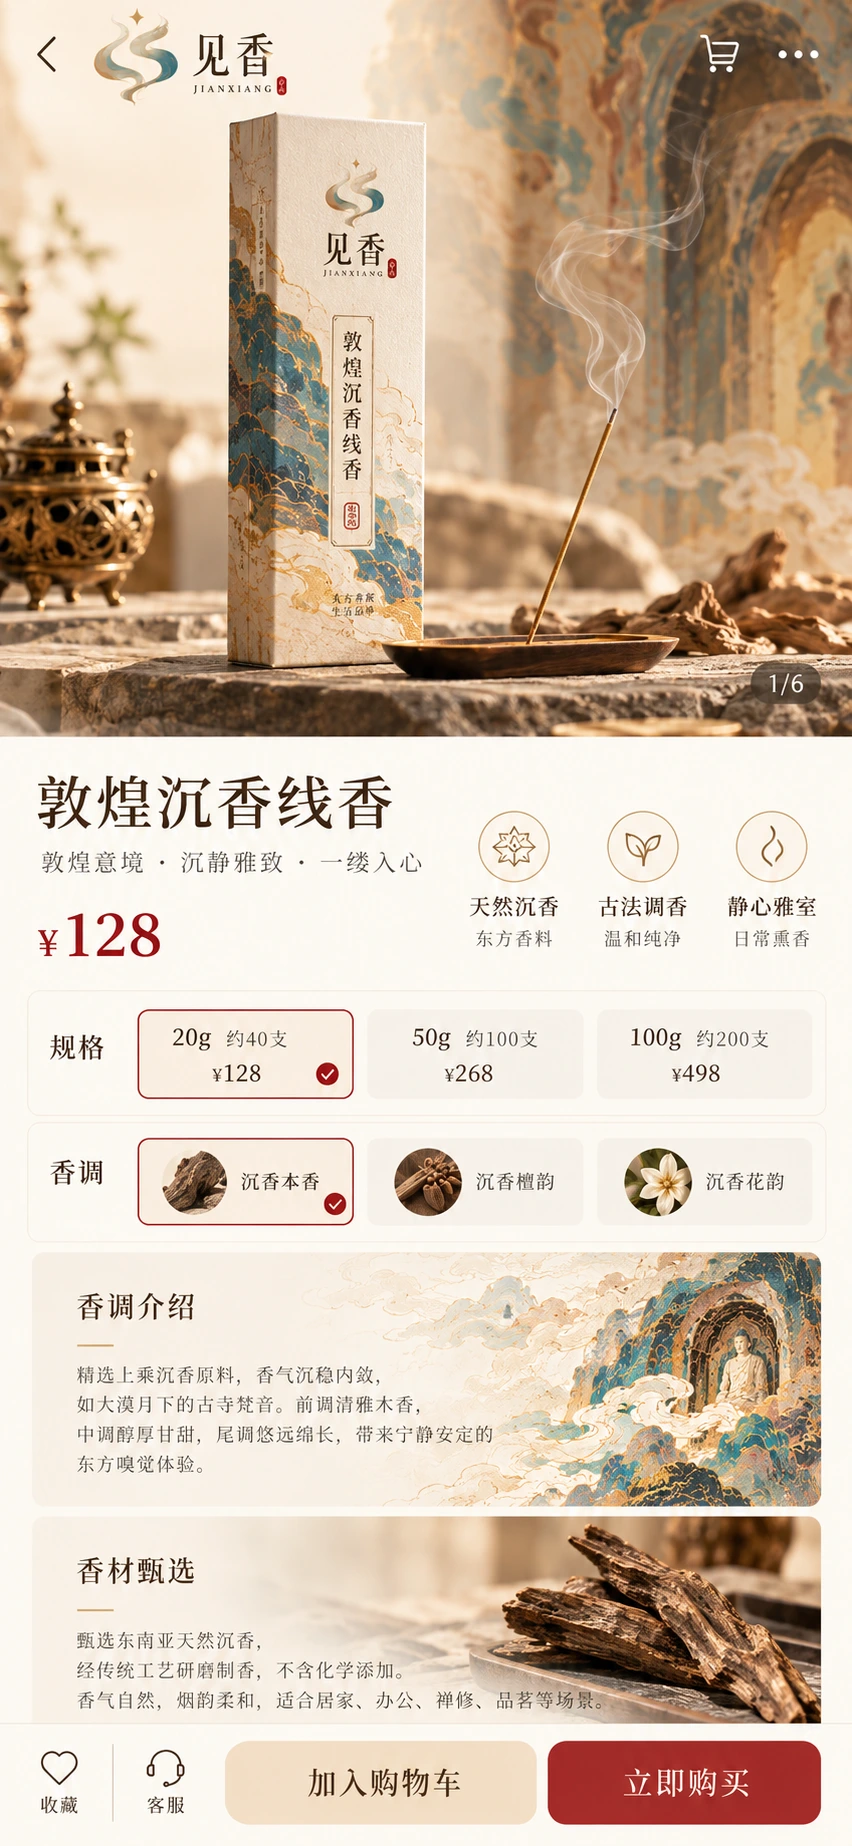 见香
JIANXIANG
见香
JIANXIANG
敦煌沉香线香
1/6
敦煌沉香线香
敦煌意境 · 沉静雅致 · 一缕入心
¥128
天然沉香
东方香料
古法调香
温和纯净
静心雅室
日常熏香
规格
20g 约40支
¥128
50g 约100支
¥268
100g 约200支
¥498
香调
沉香本香
沉香檀韵
沉香花韵
香调介绍
精选上乘沉香原料，香气沉稳内敛，
如大漠月下的古寺梵音。前调清雅木香，
中调醇厚甘甜，尾调悠远绵长，带来宁静安定的
东方嗅觉体验。
香材甄选
甄选东南亚天然沉香，
经传统工艺研磨制香，不含化学添加。
香气自然，烟韵柔和，适合居家、办公、禅修、品茗等场景。
收藏
客服
加入购物车
立即购买